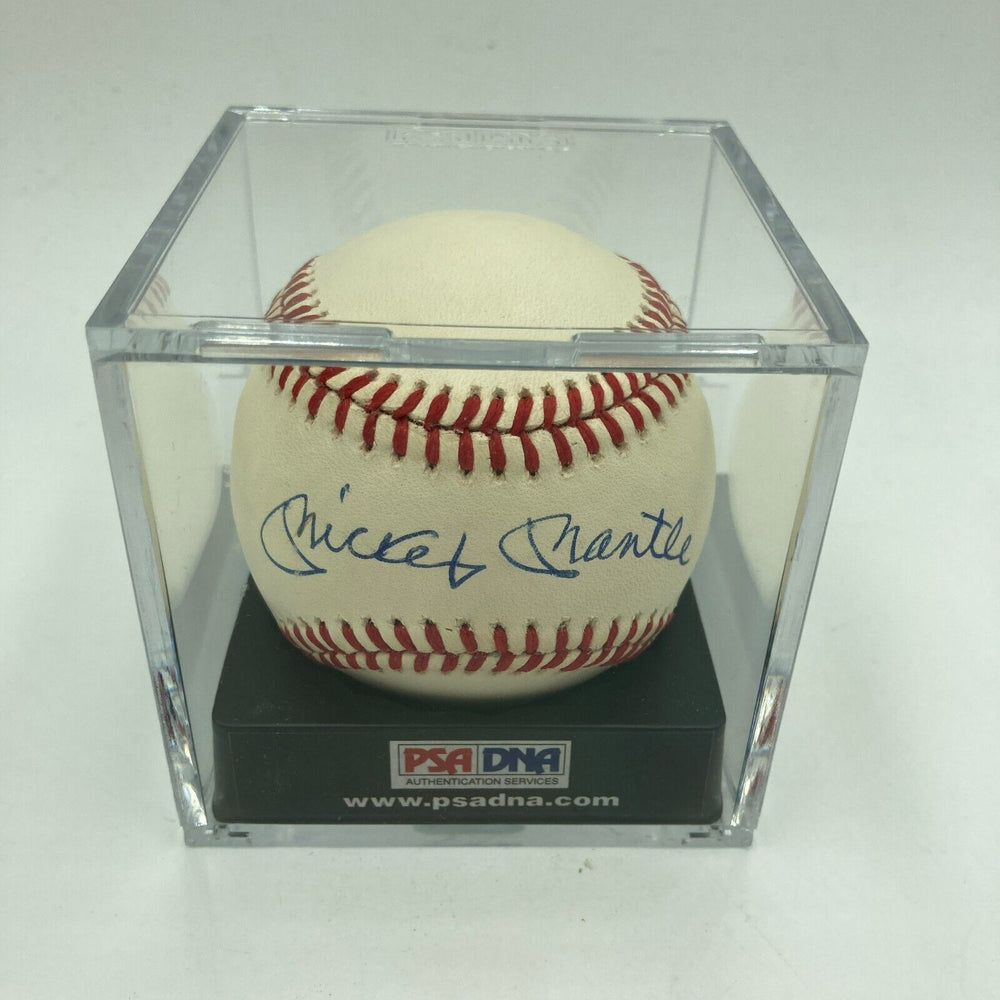 Mickey Mantle
PSA DNA
AUTHENTICATION SERVICES
www.psadna.com